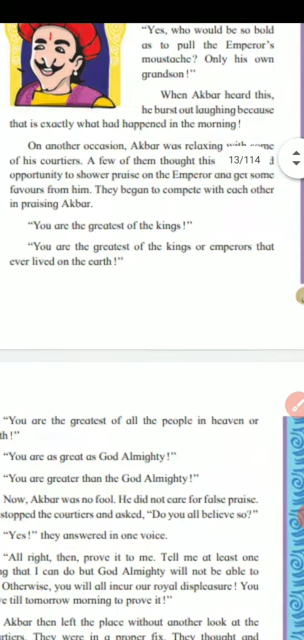 “Yes, who would be so bold
as to pull the Emperor’s
moustache? Only his own
grandson!”
When Akbar heard this,
he burst out laughing because
that is exactly what had happened in the morning!
On another occasion, Akbar was relaxing with some
of his courtiers. A few of them thought this
13/114
opportunity to shower praise on the Emperor and get some
favours from him. They began to compete with each other
in praising Akbar.
“You are the greatest of the kings!”
“You are the greatest of the kings or emperors that
ever lived on the earth!”
“You are the greatest of all the people in heaven or
th!”
“You are as great as God Almighty!”
“You are greater than the God Almighty!”
Now, Akbar was no fool. He did not care for false praise.
stopped the courtiers and asked, “Do you all believe so?”
“Yes!” they answered in one voice.
“All right, then, prove it to me. Tell me at least one
g that I can do but God Almighty will not be able to
Otherwise, you will all incur our royal displeasure! You
e till tomorrow morning to prove it!”
Akbar then left the place without another look at the
rtiers. They were in a proper fix. They thought and